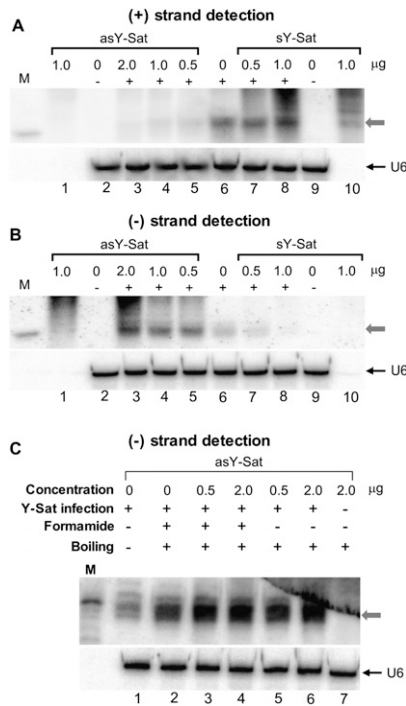 (+) strand detection
A
asY-Sat sY-Sat
M 1.0 0 2.0 1.0 0.5 0 0.5 1.0 0 1.0 µg
- + + + + + + -
U6
1 2 3 4 5 6 7 8 9 10
(-) strand detection
B
asY-Sat sY-Sat
M 1.0 0 2.0 1.0 0.5 0 0.5 1.0 0 1.0 µg
- + + + + + + -
U6
1 2 3 4 5 6 7 8 9 10
(-) strand detection
C
asY-Sat
Concentration 0 0 0.5 2.0 0.5 2.0 2.0 µg
Y-Sat infection + + + + + + -
Formamide - + + + - - -
Boiling - + + + + + +
M
U6
1 2 3 4 5 6 7